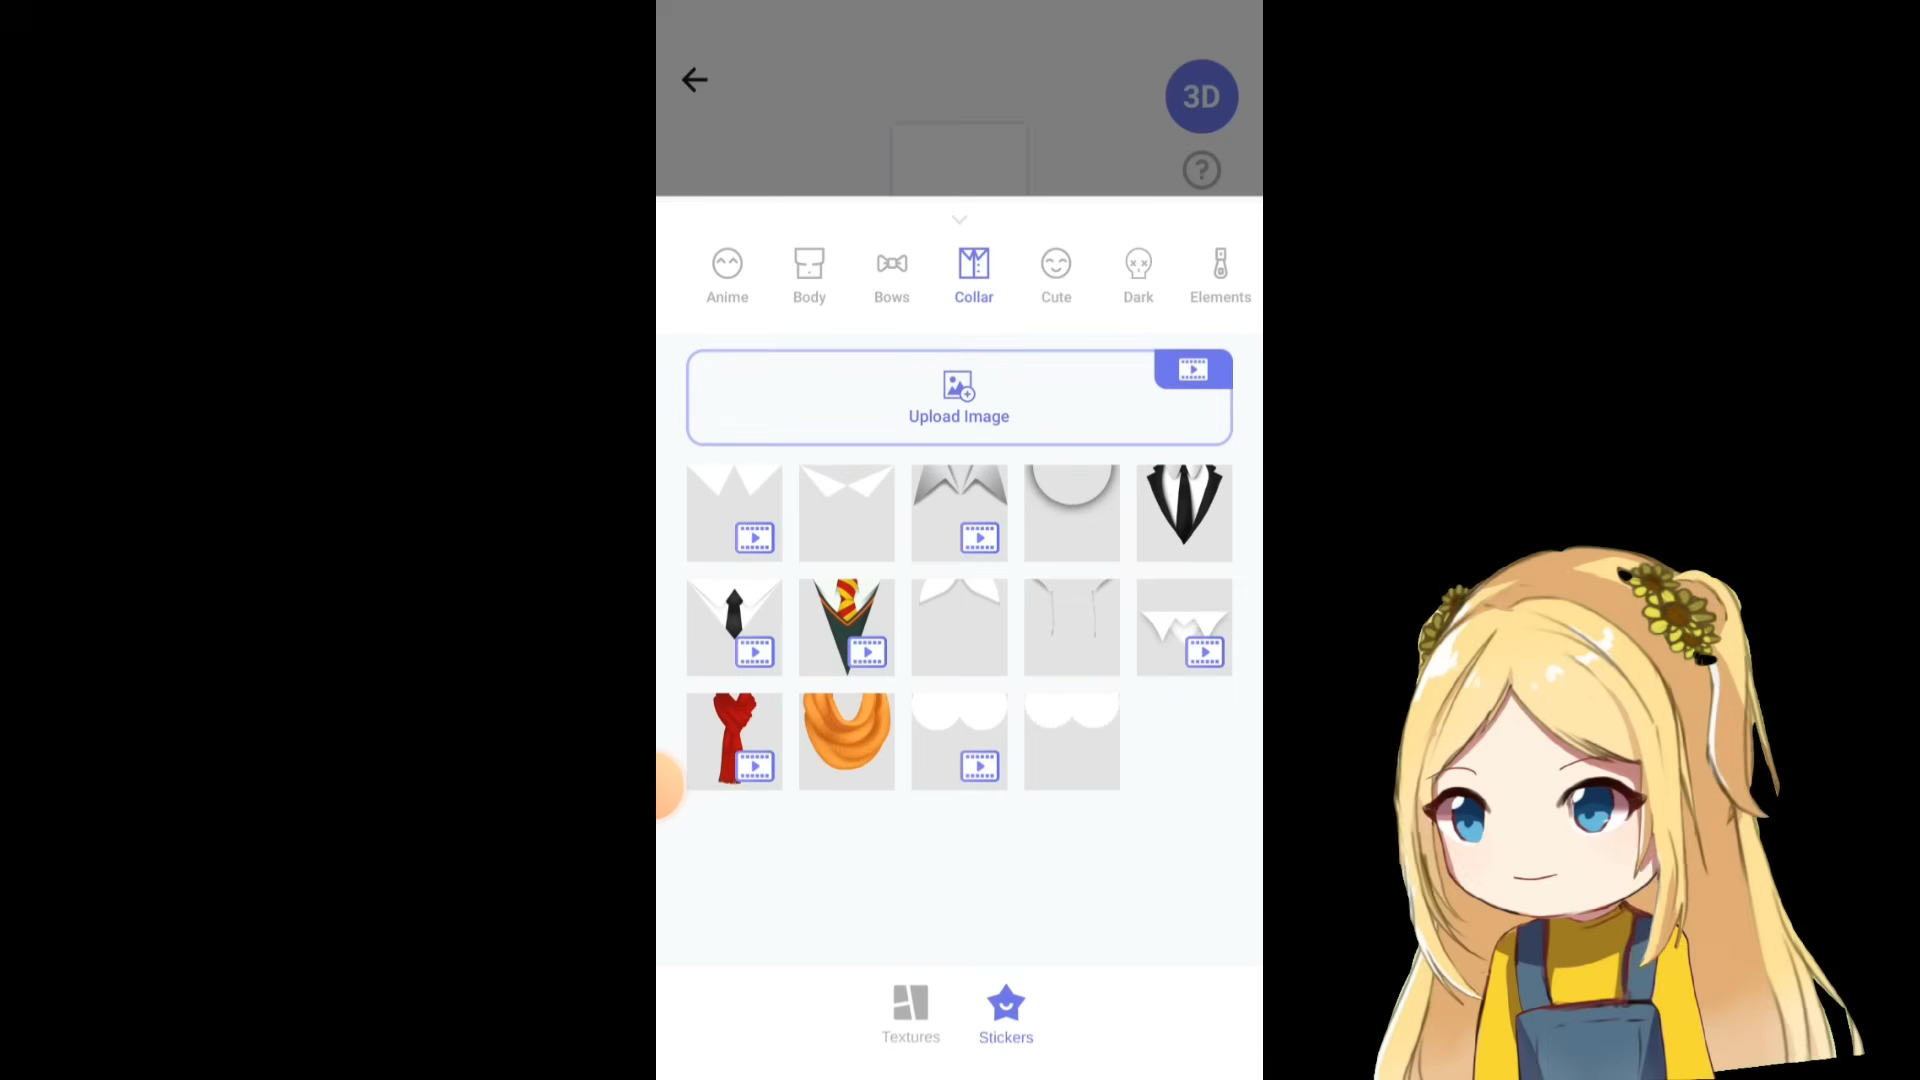 3D
?
Anime Body Bows Collar Cute Dark Elements
Upload Image
Textures Stickers